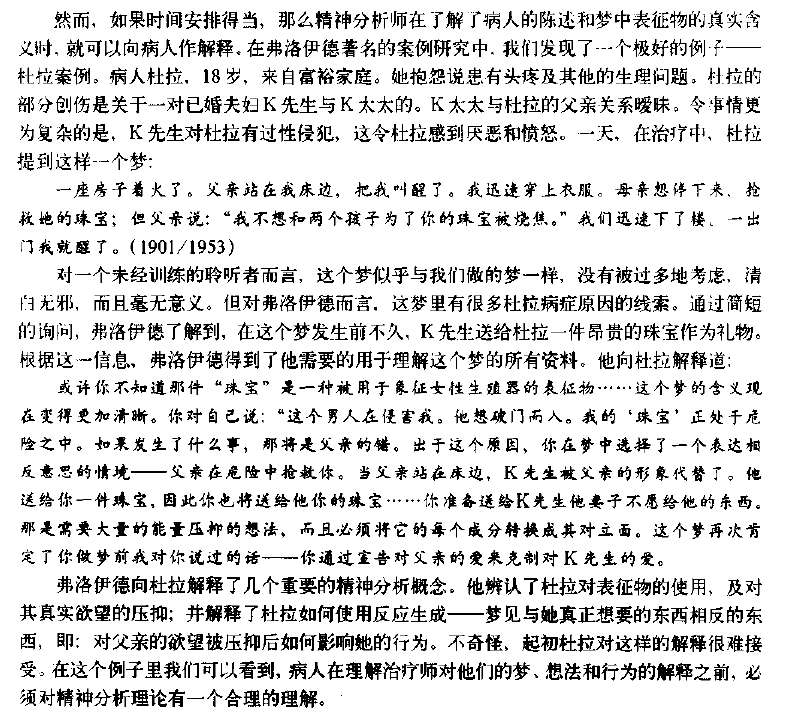 然而，如果时间安排得当，那么精神分析师在了解了病人的陈述和梦中表征物的真实含
义时，就可以向病人作解释。在弗洛伊德著名的案例研究中，我们发现了一个极好的例子——
杜拉案例。病人杜拉，18岁，来自富裕家庭。她抱怨说患有头疼及其他的生理问题。杜拉的
部分创伤是关于一对已婚夫妇K先生与K太太的。K太太与杜拉的父亲关系暧昧。令事情更
为复杂的是，K先生对杜拉有过性侵犯，这令杜拉感到厌恶和愤怒。一天，在治疗中，杜拉
提到这样一个梦：
一座房子着火了。父亲站在我床边，把我叫醒了。我迅速穿上衣服。母亲想停下来，抢
救她的珠宝；但父亲说：“我不想和两个孩子为了你的珠宝被烧焦。”我们迅速下了楼，一出
门我就醒了。(1901/1953)
对一个未经训练的聆听者而言，这个梦似乎与我们做的梦一样，没有被过多地考虑，清
白无邪，而且毫无意义。但对弗洛伊德而言，这梦里有很多杜拉病症原因的线索。通过简短
的询问，弗洛伊德了解到，在这个梦发生前不久，K先生送给杜拉一件昂贵的珠宝作为礼物。
根据这一信息，弗洛伊德得到了他需要的用于理解这个梦的所有资料。他向杜拉解释道：
或许你不知道那件“珠宝”是一种被用于象征女性生殖器的表征物……这个梦的含义现
在变得更加清晰。你对自己说：“这个男人在侵害我。他想破门而入。我的‘珠宝’正处于危
险之中。如果发生了什么事，那将是父亲的错。出于这个原因，你在梦中选择了一个表达相
反意思的情境——父亲在危险中抢救你。当父亲站在床边，K先生被父亲的形象代替了。他
送给你一件珠宝，因此你也将送给他你的珠宝……你准备送给K先生他妻子不愿给他的东西。
那是需要大量的能量压抑的想法，而且必须将它的每个成分转换成其对立面。这个梦再次肯
定了你做梦前我对你说过的话——你通过宣告对父亲的爱来克制对K先生的爱。
弗洛伊德向杜拉解释了几个重要的精神分析概念。他辨认了杜拉对表征物的使用，及对
其真实欲望的压抑；并解释了杜拉如何使用反应生成——梦见与她真正想要的东西相反的东
西，即：对父亲的欲望被压抑后如何影响她的行为。不奇怪，起初杜拉对这样的解释很难接
受。在这个例子里我们可以看到，病人在理解治疗师对他们的梦、想法和行为的解释之前，必
须对精神分析理论有一个合理的理解。